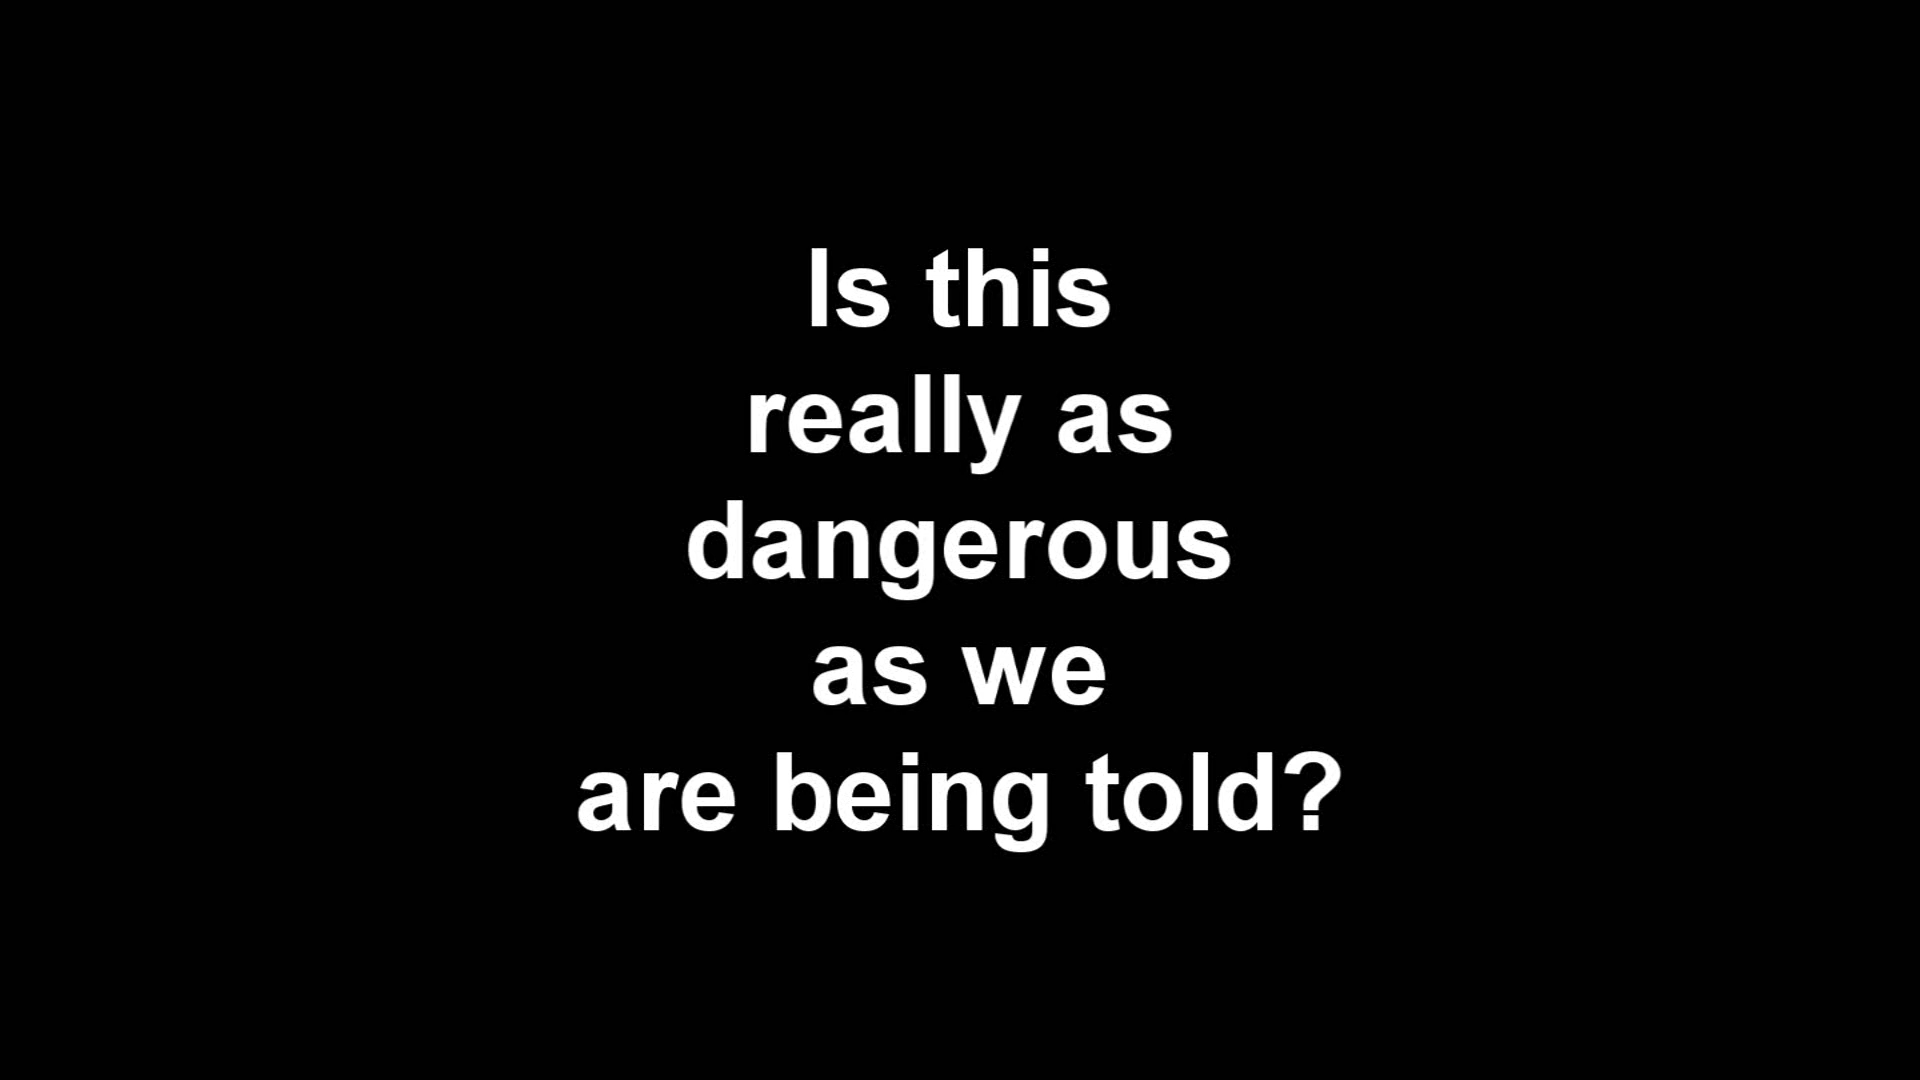 Is this
really as
dangerous
as we
are being told?